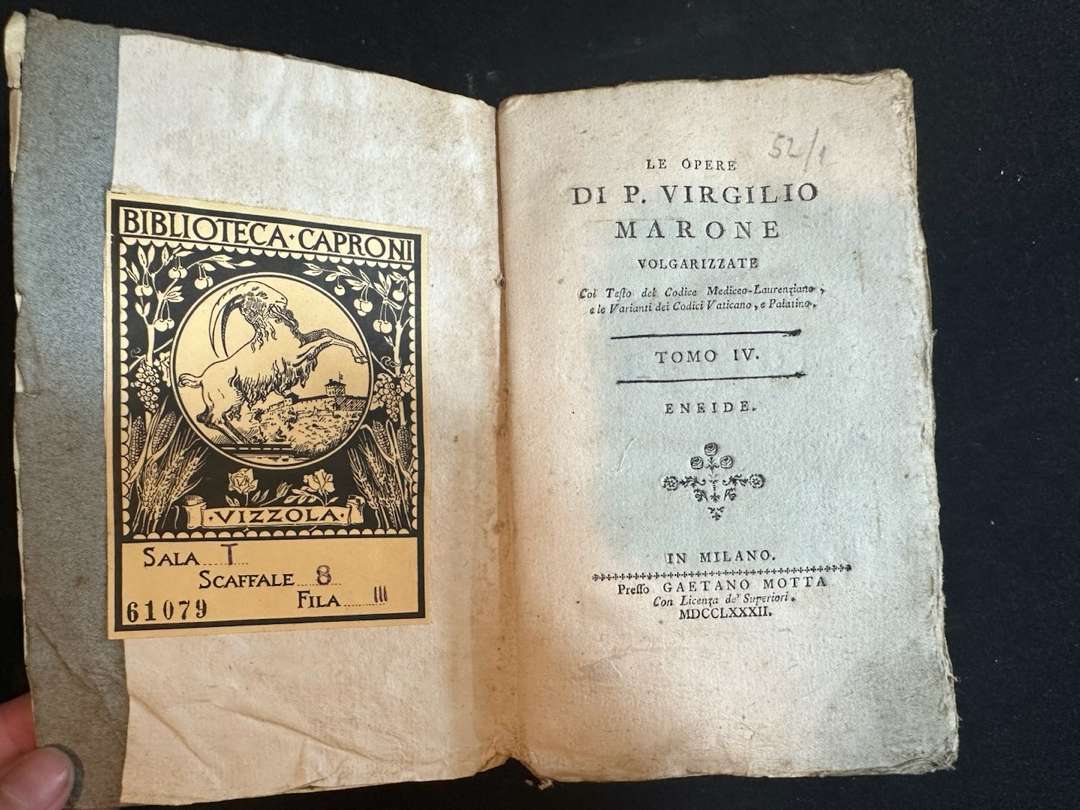 BIBLIOTECA·CAPRONI
·VIZZOLA·
SALA T
SCAFFALE 8
FILA III
61079
52/1
LE OPERE
DI P. VIRGILIO
MARONE
VOLGARIZZATE
Col Teſto del Codice Mediceo-Laurenziano,
e le Varianti dei Codici Vaticano, e Palatino.
TOMO IV.
ENEIDE.
IN MILANO.
Preſſo GAETANO MOTTA
Con Licenza de' Superiori.
MDCCLXXXII.